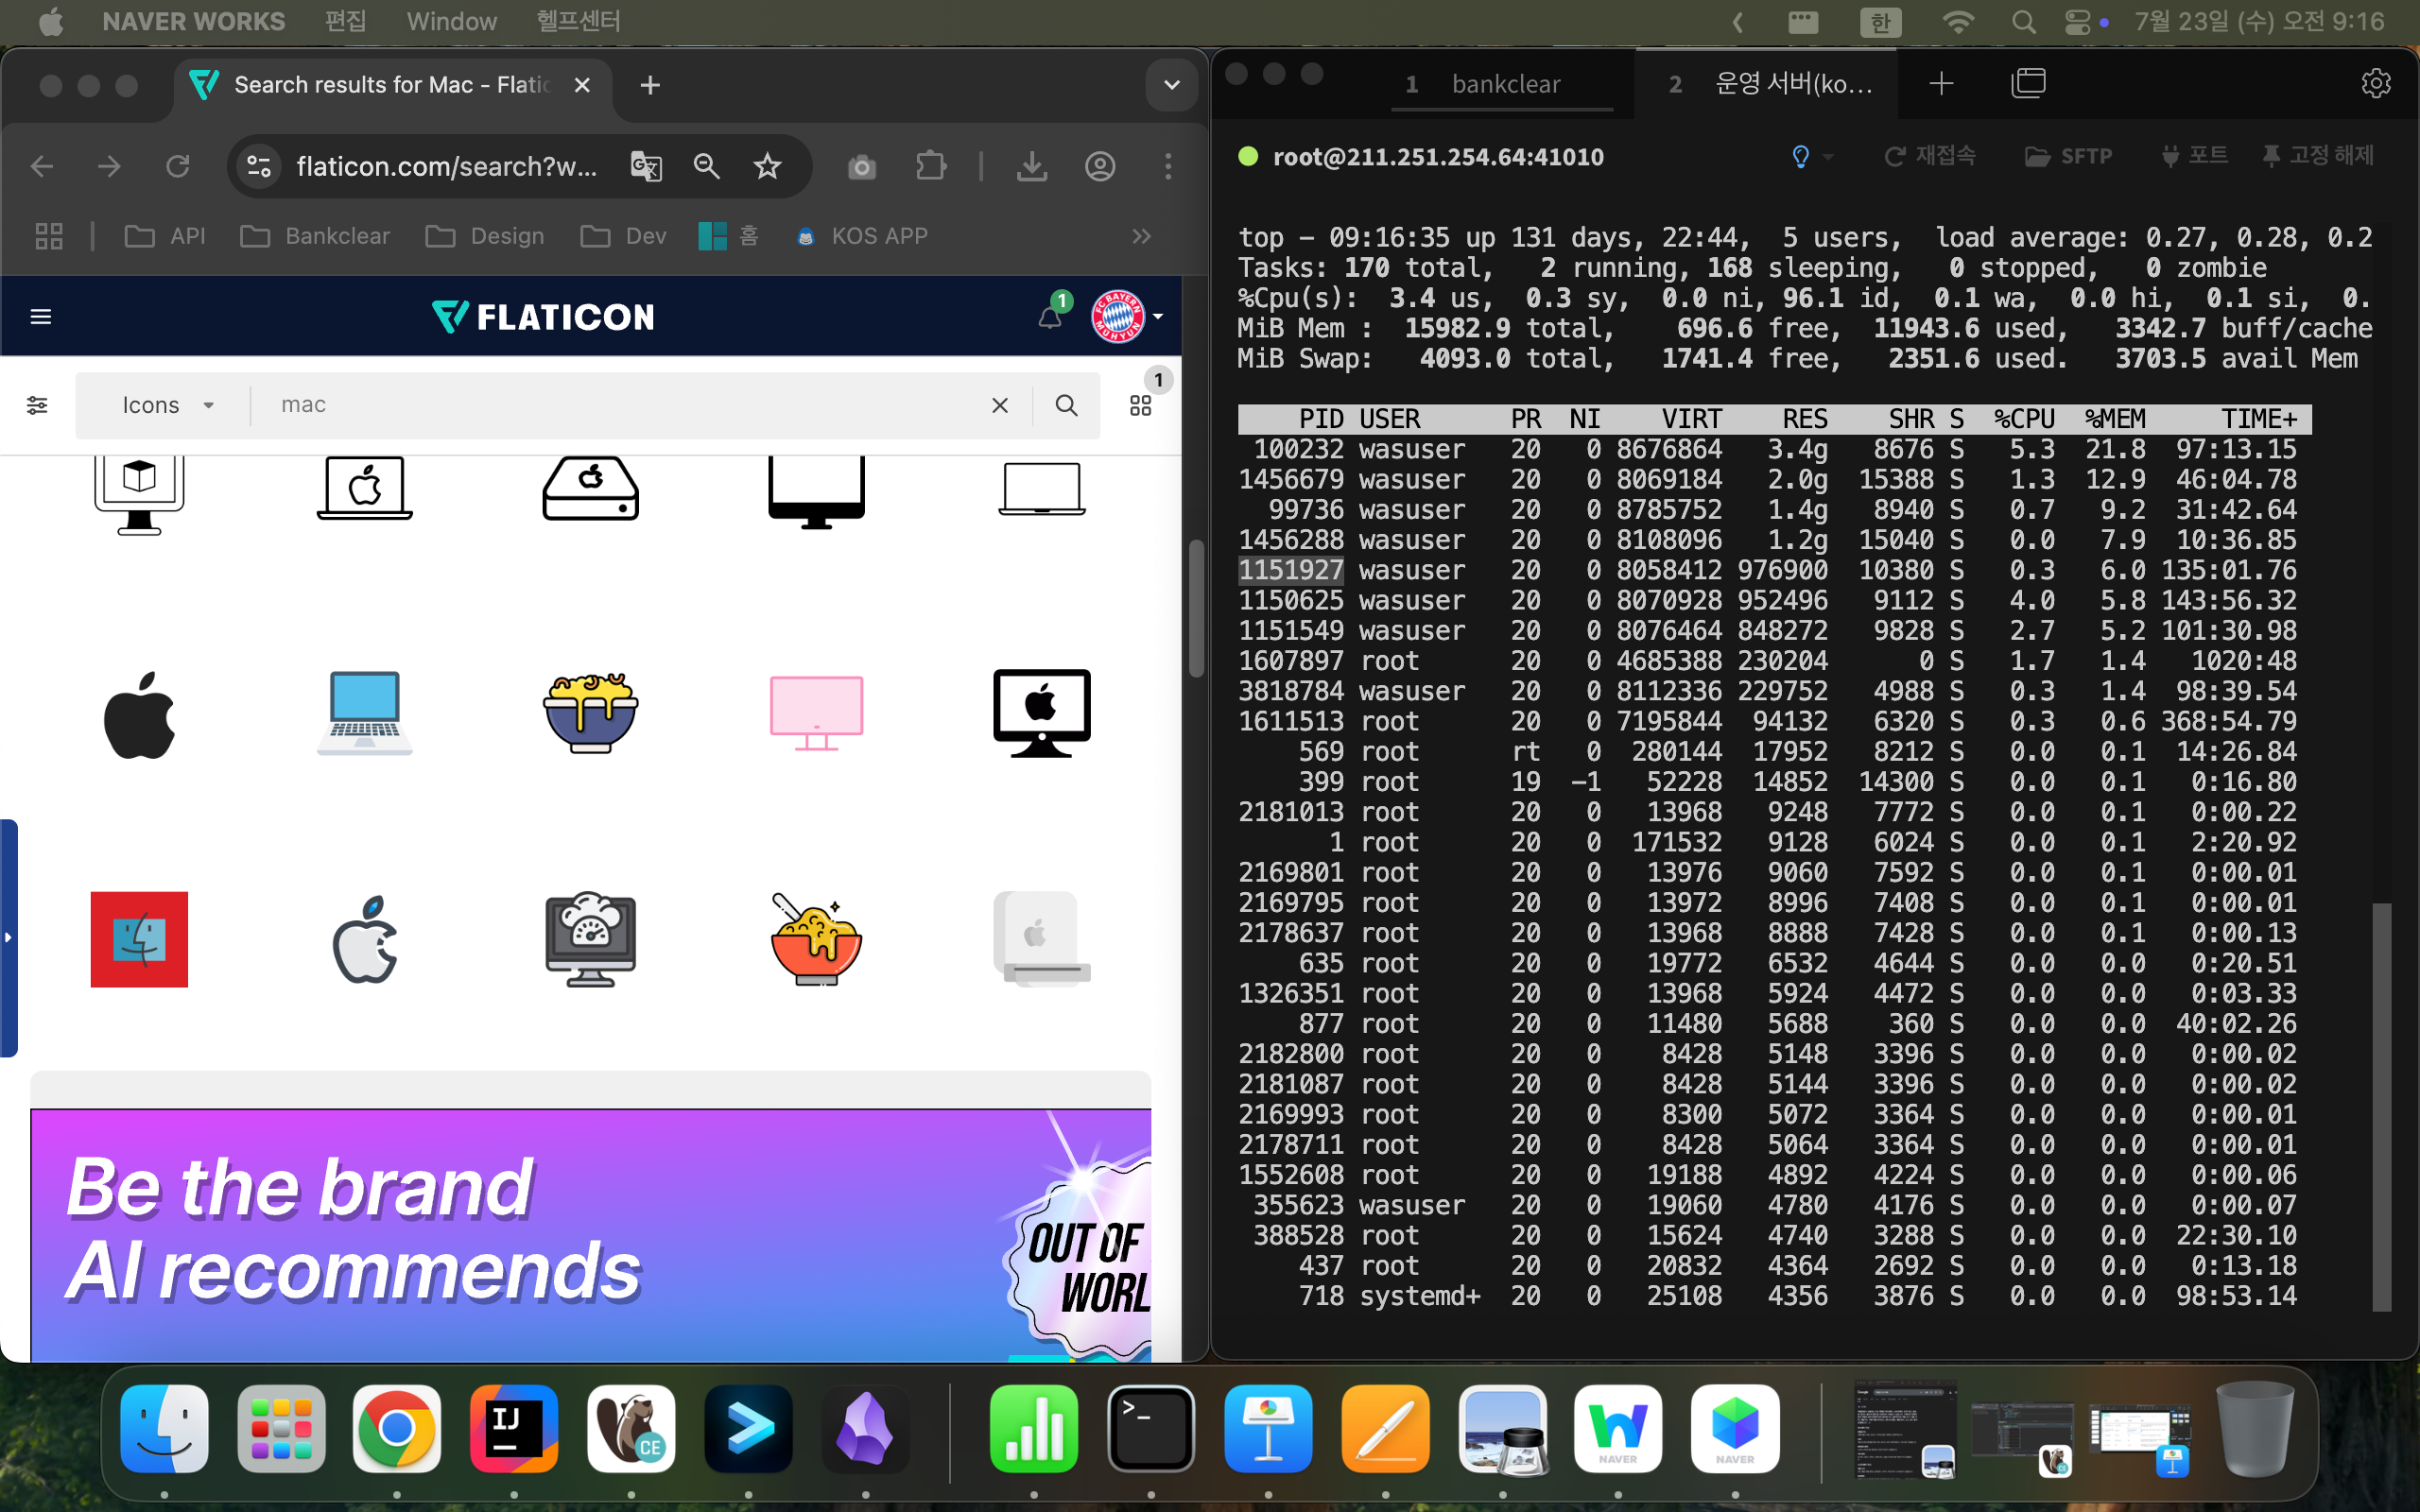 NAVER WORKS 편집 Window 헬프센터
한 7월 23일 (수) 오전 9:16
Search results for Mac - Flatic
flaticon.com/search?w...
API Bankclear Design Dev 홈 KOS APP
FLATICON 1
Icons mac 1
Be the brand
AI recommends
OUT OF
WORL
1 bankclear 2 운영 서버(ko...
root@211.251.254.64:41010 재접속 SFTP 포트 고정 해제
top - 09:16:35 up 131 days, 22:44, 5 users, load average: 0.27, 0.28, 0.2
Tasks: 170 total, 2 running, 168 sleeping, 0 stopped, 0 zombie
%Cpu(s): 3.4 us, 0.3 sy, 0.0 ni, 96.1 id, 0.1 wa, 0.0 hi, 0.1 si, 0.
MiB Mem : 15982.9 total, 696.6 free, 11943.6 used, 3342.7 buff/cache
MiB Swap: 4093.0 total, 1741.4 free, 2351.6 used. 3703.5 avail Mem
PID USER PR NI VIRT RES SHR S %CPU %MEM TIME+
100232 wasuser 20 0 8676864 3.4g 8676 S 5.3 21.8 97:13.15
1456679 wasuser 20 0 8069184 2.0g 15388 S 1.3 12.9 46:04.78
99736 wasuser 20 0 8785752 1.4g 8940 S 0.7 9.2 31:42.64
1456288 wasuser 20 0 8108096 1.2g 15040 S 0.0 7.9 10:36.85
1151927 wasuser 20 0 8058412 976900 10380 S 0.3 6.0 135:01.76
1150625 wasuser 20 0 8070928 952496 9112 S 4.0 5.8 143:56.32
1151549 wasuser 20 0 8076464 848272 9828 S 2.7 5.2 101:30.98
1607897 root 20 0 4685388 230204 0 S 1.7 1.4 1020:48
3818784 wasuser 20 0 8112336 229752 4988 S 0.3 1.4 98:39.54
1611513 root 20 0 7195844 94132 6320 S 0.3 0.6 368:54.79
569 root rt 0 280144 17952 8212 S 0.0 0.1 14:26.84
399 root 19 -1 52228 14852 14300 S 0.0 0.1 0:16.80
2181013 root 20 0 13968 9248 7772 S 0.0 0.1 0:00.22
1 root 20 0 171532 9128 6024 S 0.0 0.1 2:20.92
2169801 root 20 0 13976 9060 7592 S 0.0 0.1 0:00.01
2169795 root 20 0 13972 8996 7408 S 0.0 0.1 0:00.01
2178637 root 20 0 13968 8888 7428 S 0.0 0.1 0:00.13
635 root 20 0 19772 6532 4644 S 0.0 0.0 0:20.51
1326351 root 20 0 13968 5924 4472 S 0.0 0.0 0:03.33
877 root 20 0 11480 5688 360 S 0.0 0.0 40:02.26
2182800 root 20 0 8428 5148 3396 S 0.0 0.0 0:00.02
2181087 root 20 0 8428 5144 3396 S 0.0 0.0 0:00.02
2169993 root 20 0 8300 5072 3364 S 0.0 0.0 0:00.01
2178711 root 20 0 8428 5064 3364 S 0.0 0.0 0:00.01
1552608 root 20 0 19188 4892 4224 S 0.0 0.0 0:00.06
355623 wasuser 20 0 19060 4780 4176 S 0.0 0.0 0:00.07
388528 root 20 0 15624 4740 3288 S 0.0 0.0 22:30.10
437 root 20 0 20832 4364 2692 S 0.0 0.0 0:13.18
718 systemd+ 20 0 25108 4356 3876 S 0.0 0.0 98:53.14
IJ CE >_ NAVER NAVER